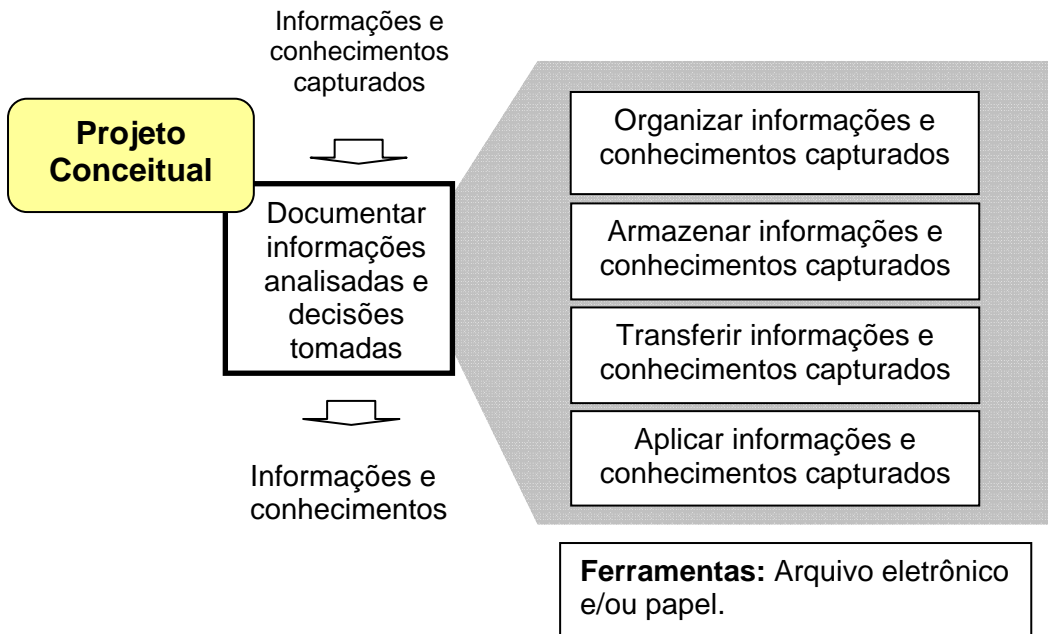 Informações e
conhecimentos
capturados
Projeto
Conceitual
Documentar
informações
analisadas e
decisões
tomadas
Informações e
conhecimentos
Organizar informações e
conhecimentos capturados
Armazenar informações e
conhecimentos capturados
Transferir informações e
conhecimentos capturados
Aplicar informações e
conhecimentos capturados
Ferramentas: Arquivo eletrônico
e/ou papel.